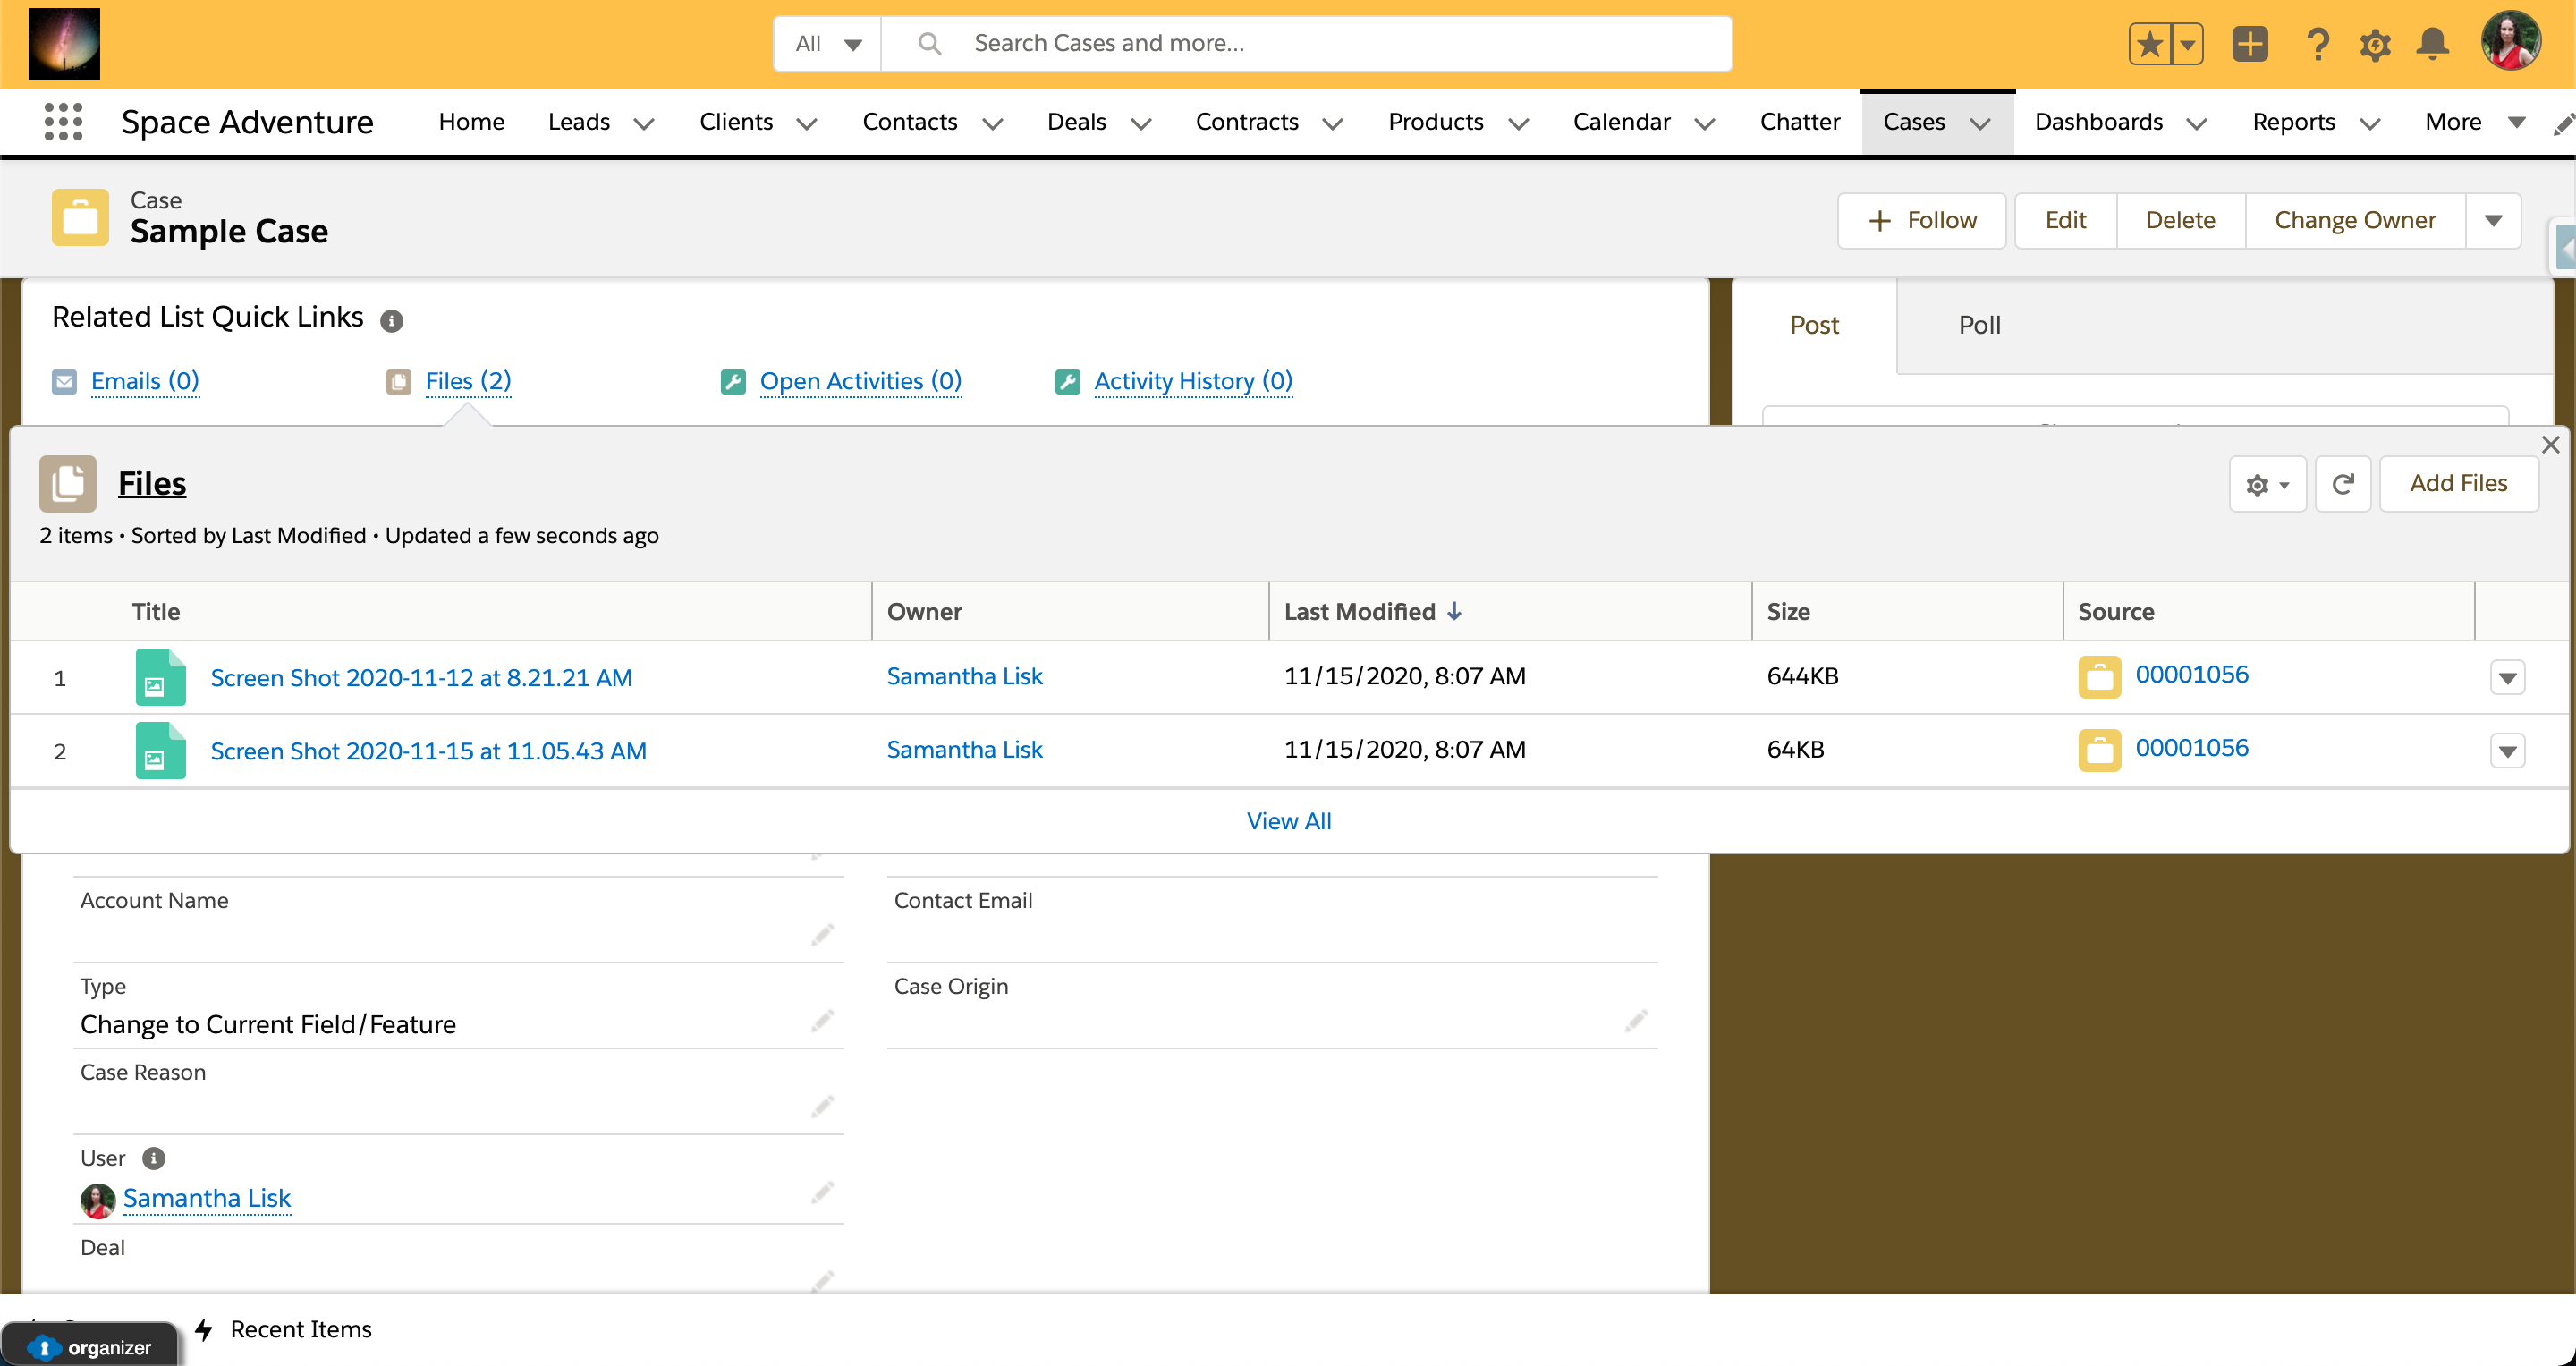 All
Search Cases and more...
Space Adventure
Home
Leads
Clients
Contacts
Deals
Contracts
Products
Calendar
Chatter
Cases
Dashboards
Reports
More
Case
Sample Case
Follow
Edit
Delete
Change Owner
Related List Quick Links
Post
Poll
Emails (0)
Files (2)
Open Activities (0)
Activity History (0)
Files
Add Files
2 items • Sorted by Last Modified • Updated a few seconds ago
Title
Owner
Last Modified
Size
Source
1
Screen Shot 2020-11-12 at 8.21.21 AM
Samantha Lisk
11/15/2020, 8:07 AM
644KB
00001056
2
Screen Shot 2020-11-15 at 11.05.43 AM
Samantha Lisk
11/15/2020, 8:07 AM
64KB
00001056
View All
Account Name
Contact Email
Type
Change to Current Field/Feature
Case Origin
Case Reason
User
Samantha Lisk
Deal
organizer
Recent Items